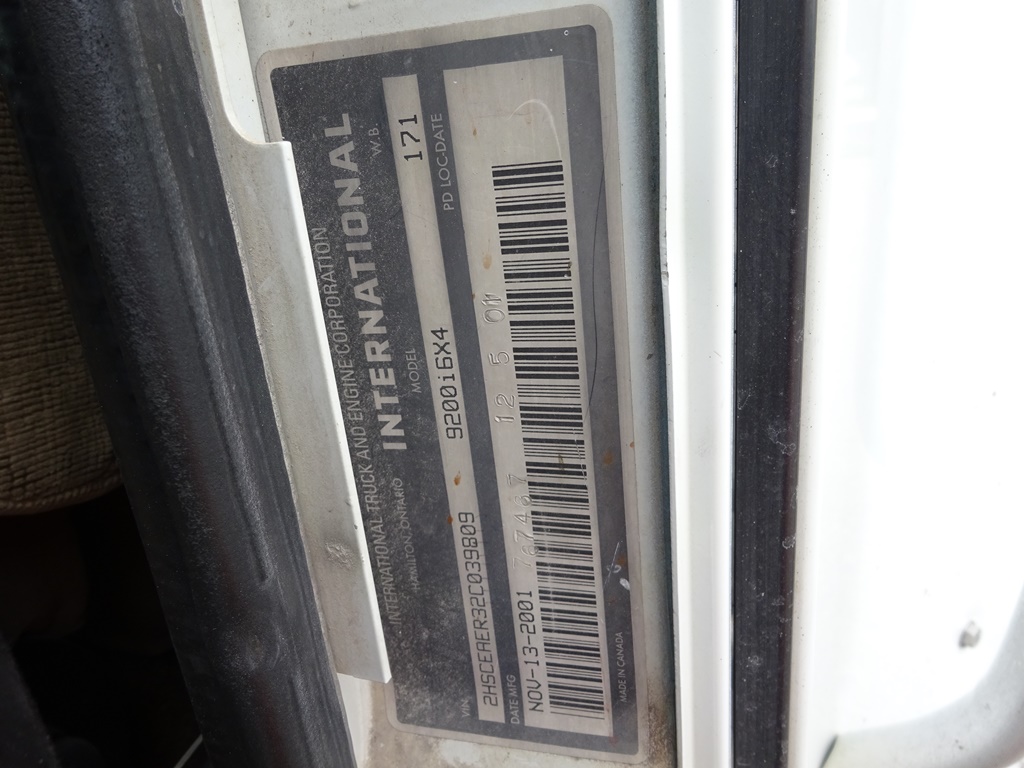 INTERNATIONAL TRUCK AND ENGINE CORPORATION
INTERNATIONAL
HAMILTON, ONTARIO MODEL W.B.
VIN 2HSCEAER32C039809 9200i6X4 171
DATE MFG PD LOC-DATE
NOV-13-2001 767467 12 5 01
MADE IN CANADA